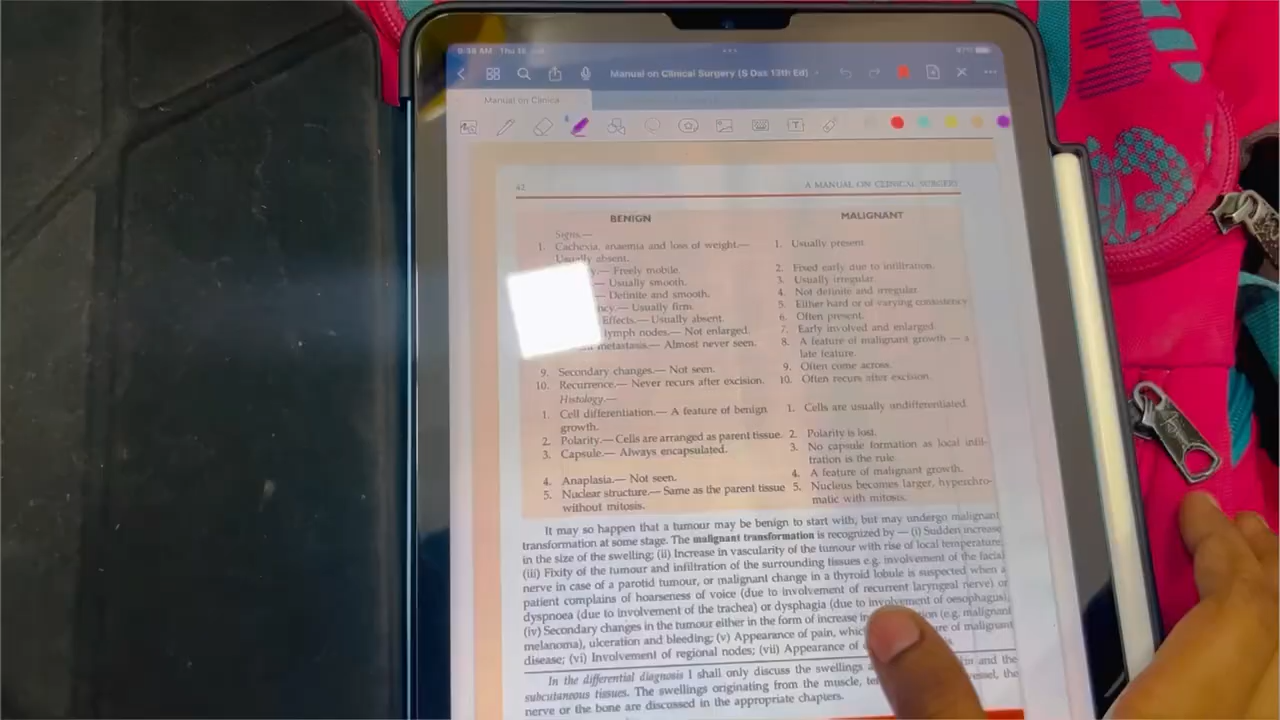 9:38 AM Thu 16
Manual on Clinical Surgery (S Das 13th Ed)
Manual on Clinica
T
42
A MANUAL ON CLINICAL SURGERY
BENIGN MALIGNANT
Signs.—
1. Cachexia, anaemia and loss of weight.— 1. Usually present.
Usually absent.
y.— Freely mobile. 2. Fixed early due to infiltration.
— Usually smooth. 3. Usually irregular.
— Definite and smooth. 4. Not definite and irregular.
ncy.— Usually firm. 5. Either hard or of varying consistency
Effects.— Usually absent. 6. Often present.
lymph nodes.— Not enlarged. 7. Early involved and enlarged.
metastasis.— Almost never seen. 8. A feature of malignant growth — a
late feature.
9. Secondary changes.— Not seen. 9. Often come across.
10. Recurrence.— Never recurs after excision. 10. Often recurs after excision.
Histology.—
1. Cell differentiation.— A feature of benign 1. Cells are usually undifferentiated.
growth.
2. Polarity.— Cells are arranged as parent tissue. 2. Polarity is lost.
3. Capsule.— Always encapsulated. 3. No capsule formation as local infil-
tration is the rule.
4. Anaplasia.— Not seen. 4. A feature of malignant growth.
5. Nuclear structure.— Same as the parent tissue 5. Nucleus becomes larger, hyperchro-
without mitosis. matic with mitosis.
It may so happen that a tumour may be benign to start with, but may undergo malignant
transformation at some stage. The malignant transformation is recognized by — (i) Sudden increase
in the size of the swelling; (ii) Increase in vascularity of the tumour with rise of local temperature;
(iii) Fixity of the tumour and infiltration of the surrounding tissues e.g. involvement of the facial
nerve in case of a parotid tumour, or malignant change in a thyroid lobule is suspected when a
patient complains of hoarseness of voice (due to involvement of recurrent laryngeal nerve) or
dyspnoea (due to involvement of the trachea) or dysphagia (due to involvement of oesophagus);
(iv) Secondary changes in the tumour either in the form of increase in (e.g. malignant
melanoma), ulceration and bleeding; (v) Appearance of pain, of malignant
disease; (vi) Involvement of regional nodes; (vii) Appearance of
In the differential diagnosis I shall only discuss the swellings and the
subcutaneous tissues. The swellings originating from the muscle, the
nerve or the bone are discussed in the appropriate chapters.